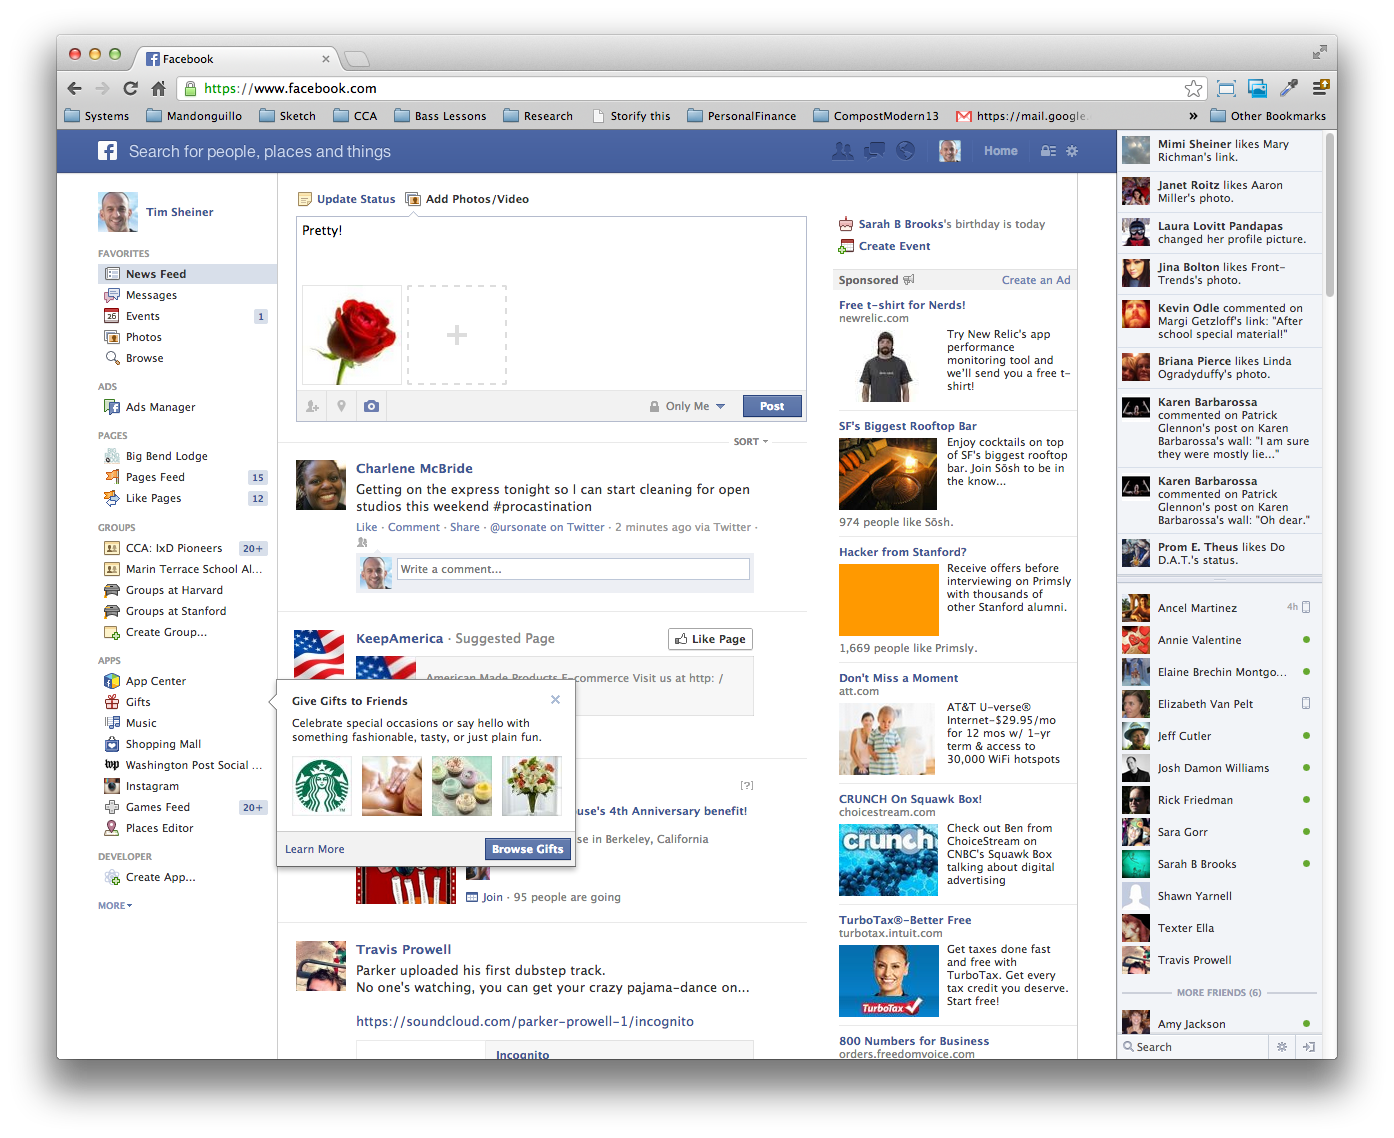 Facebook
https://www.facebook.com
Systems
Mandonguillo
Sketch
CCA
Bass Lessons
Research
Storify this
PersonalFinance
CompostModern13
https://mail.google.
»
Other Bookmarks
Search for people, places and things
Home
Tim Sheiner
FAVORITES
News Feed
Messages
26
Events
1
Photos
Browse
ADS
Ads Manager
PAGES
Big Bend Lodge
Pages Feed
15
Like Pages
12
GROUPS
CCA: IxD Pioneers
20+
Marin Terrace School Al...
Groups at Harvard
Groups at Stanford
Create Group...
APPS
App Center
Gifts
Music
Shopping Mall
wp
Washington Post Social ...
Instagram
Games Feed
20+
Places Editor
DEVELOPER
Create App...
MORE
Update Status
Add Photos/Video
Pretty!
Only Me
Post
SORT
Charlene McBride
Getting on the express tonight so I can start cleaning for open
studios this weekend #procastination
Like · Comment · Share · @ursonate on Twitter · 2 minutes ago via Twitter ·
Write a comment...
KeepAmerica · Suggested Page
Like Page
American Made Products E-commerce Visit us at http: /
Give Gifts to Friends
Celebrate special occasions or say hello with
something fashionable, tasty, or just plain fun.
Learn More
Browse Gifts
[?]
use's 4th Anniversary benefit!
se in Berkeley, California
Join · 95 people are going
Travis Prowell
Parker uploaded his first dubstep track.
No one's watching, you can get your crazy pajama-dance on...
https://soundcloud.com/parker-prowell-1/incognito
Incognito
Sarah B Brooks's birthday is today
Create Event
Sponsored
Create an Ad
Free t-shirt for Nerds!
newrelic.com
Try New Relic's app
performance
monitoring tool and
we'll send you a free t-
shirt!
SF's Biggest Rooftop Bar
Enjoy cocktails on top
of SF's biggest rooftop
bar. Join Sōsh to be in
the know...
974 people like Sōsh.
Hacker from Stanford?
Receive offers before
interviewing on Primsly
with thousands of
other Stanford alumni.
1,669 people like Primsly.
Don't Miss a Moment
att.com
AT&T U-verse®
Internet-$29.95/mo
for 12 mos w/ 1-yr
term & access to
30,000 WiFi hotspots
CRUNCH On Squawk Box!
choicestream.com
crunch
Check out Ben from
ChoiceStream on
CNBC's Squawk Box
talking about digital
advertising
TurboTax®-Better Free
turbotax.intuit.com
TurboTax
Get taxes done fast
and free with
TurboTax. Get every
tax credit you deserve.
Start free!
800 Numbers for Business
orders.freedomvoice.com
Mimi Sheiner likes Mary
Richman's link.
Janet Roitz likes Aaron
Miller's photo.
Laura Lovitt Pandapas
changed her profile picture.
Jina Bolton likes Front-
Trends's photo.
Kevin Odle commented on
Margi Getzloff's link: "After
school special material!"
Briana Pierce likes Linda
Ogradyduffy's photo.
Karen Barbarossa
commented on Patrick
Glennon's post on Karen
Barbarossa's wall: "I am sure
they were mostly lie..."
Karen Barbarossa
commented on Patrick
Glennon's post on Karen
Barbarossa's wall: "Oh dear."
Prom E. Theus likes Do
D.A.T.'s status.
Ancel Martinez
4h
Annie Valentine
Elaine Brechin Montgo...
Elizabeth Van Pelt
Jeff Cutler
Josh Damon Williams
Rick Friedman
Sara Gorr
Sarah B Brooks
Shawn Yarnell
Texter Ella
Travis Prowell
MORE FRIENDS (6)
Amy Jackson
Search